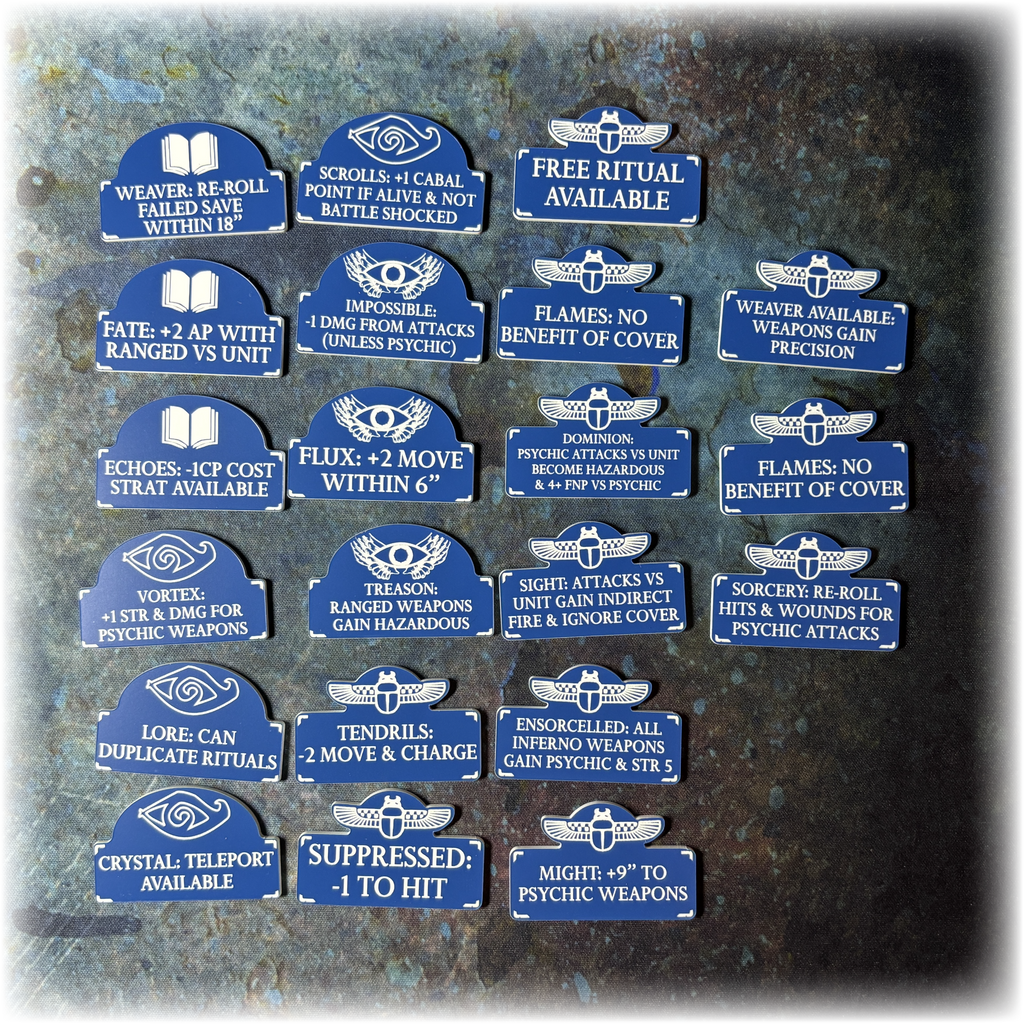 WEAVER: RE-ROLL
FAILED SAVE
WITHIN 18”
SCROLLS: +1 CABAL
POINT IF ALIVE & NOT
BATTLE SHOCKED
FREE RITUAL
AVAILABLE
FATE: +2 AP WITH
RANGED VS UNIT
IMPOSSIBLE:
-1 DMG FROM ATTACKS
(UNLESS PSYCHIC)
FLAMES: NO
BENEFIT OF COVER
WEAVER AVAILABLE:
WEAPONS GAIN
PRECISION
ECHOES: -1CP COST
STRAT AVAILABLE
FLUX: +2 MOVE
WITHIN 6”
DOMINION:
PSYCHIC ATTACKS VS UNIT
BECOME HAZARDOUS
& 4+ FNP VS PSYCHIC
FLAMES: NO
BENEFIT OF COVER
VORTEX:
+1 STR & DMG FOR
PSYCHIC WEAPONS
TREASON:
RANGED WEAPONS
GAIN HAZARDOUS
SIGHT: ATTACKS VS
UNIT GAIN INDIRECT
FIRE & IGNORE COVER
SORCERY: RE-ROLL
HITS & WOUNDS FOR
PSYCHIC ATTACKS
LORE: CAN
DUPLICATE RITUALS
TENDRILS:
-2 MOVE & CHARGE
ENSORCELLED: ALL
INFERNO WEAPONS
GAIN PSYCHIC & STR 5
CRYSTAL: TELEPORT
AVAILABLE
SUPPRESSED:
-1 TO HIT
MIGHT: +9” TO
PSYCHIC WEAPONS